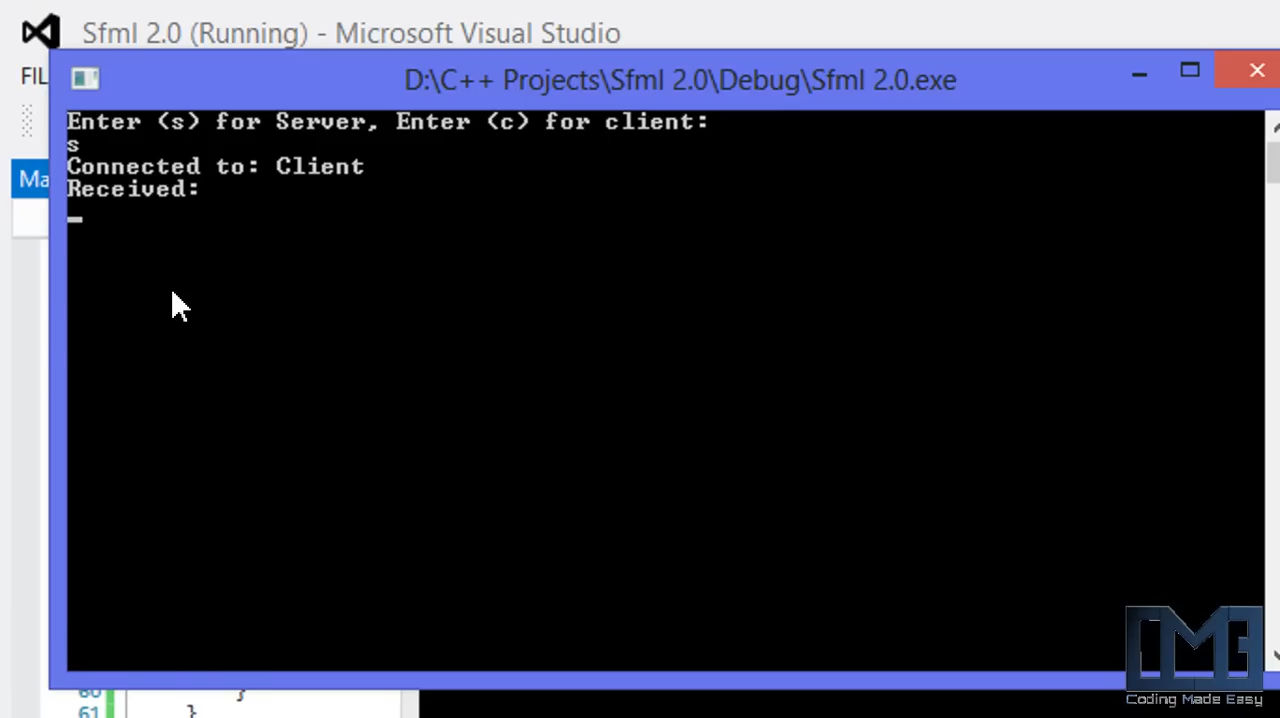 Sfml 2.0 (Running) - Microsoft Visual Studio
FIL
D:\C++ Projects\Sfml 2.0\Debug\Sfml 2.0.exe
Enter (s) for Server, Enter (c) for client:
s
Connected to: Client
Ma
Received:
60 }
61 }
CME
Coding Made Easy